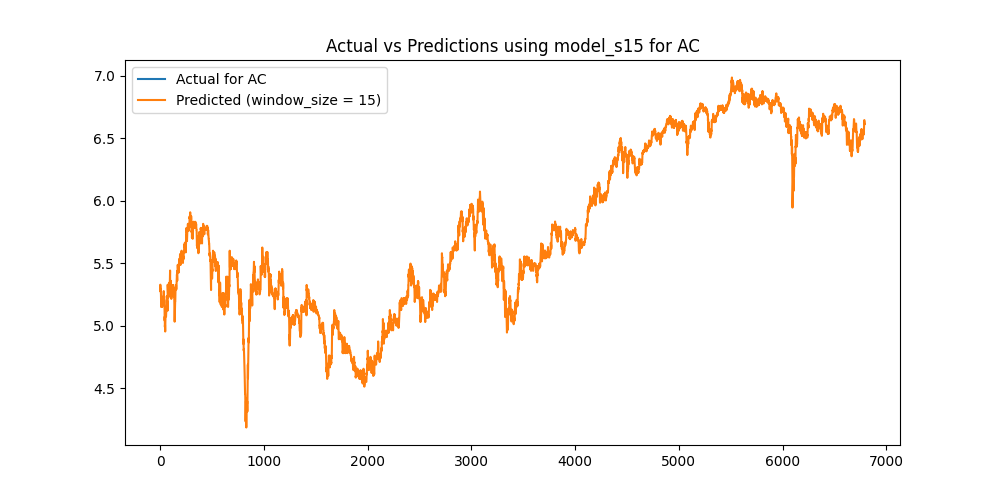 Actual vs Predictions using model_s15 for AC
Actual for AC
Predicted (window_size = 15)
7.0
6.5
6.0
5.5
5.0
4.5
0 1000 2000 3000 4000 5000 6000 7000